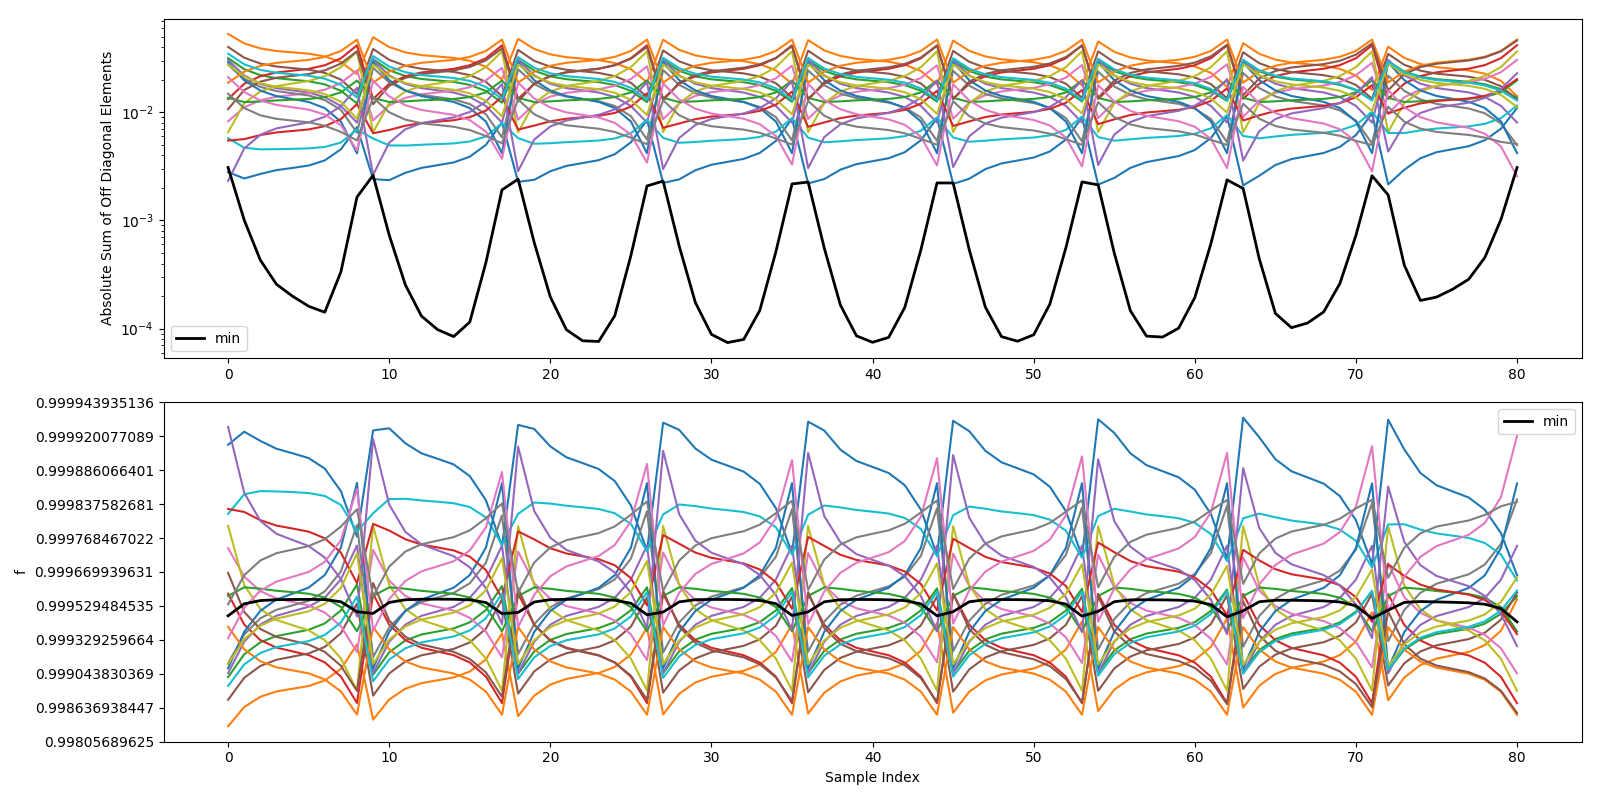 Absolute Sum of Off Diagonal Elements
10⁻²
10⁻³
10⁻⁴
min
0 10 20 30 40 50 60 70 80
f
0.999943935136
0.999920077089
0.999886066401
0.999837582681
0.999768467022
0.999669939631
0.999529484535
0.999329259664
0.999043830369
0.998636938447
0.99805689625
min
0 10 20 30 40 50 60 70 80
Sample Index